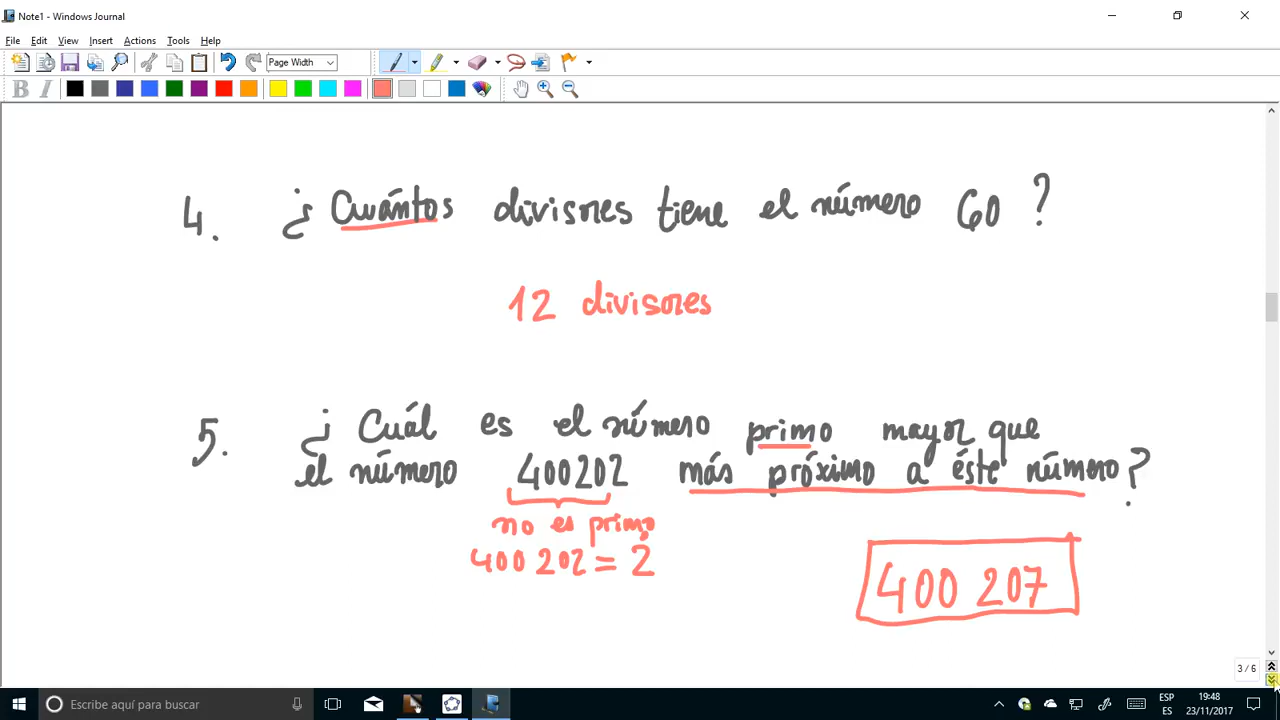 Note1 - Windows Journal
File Edit View Insert Actions Tools Help
Page Width
B I
4. ¿Cuántos divisores tiene el número 60?
12 divisores
5. ¿Cuál es el número primo mayor que
el número 400202 más próximo a éste número?
no es primo
400 202 = 2̇
400 207
3 / 6
Escribe aquí para buscar
ESP
ES
19:48
23/11/2017